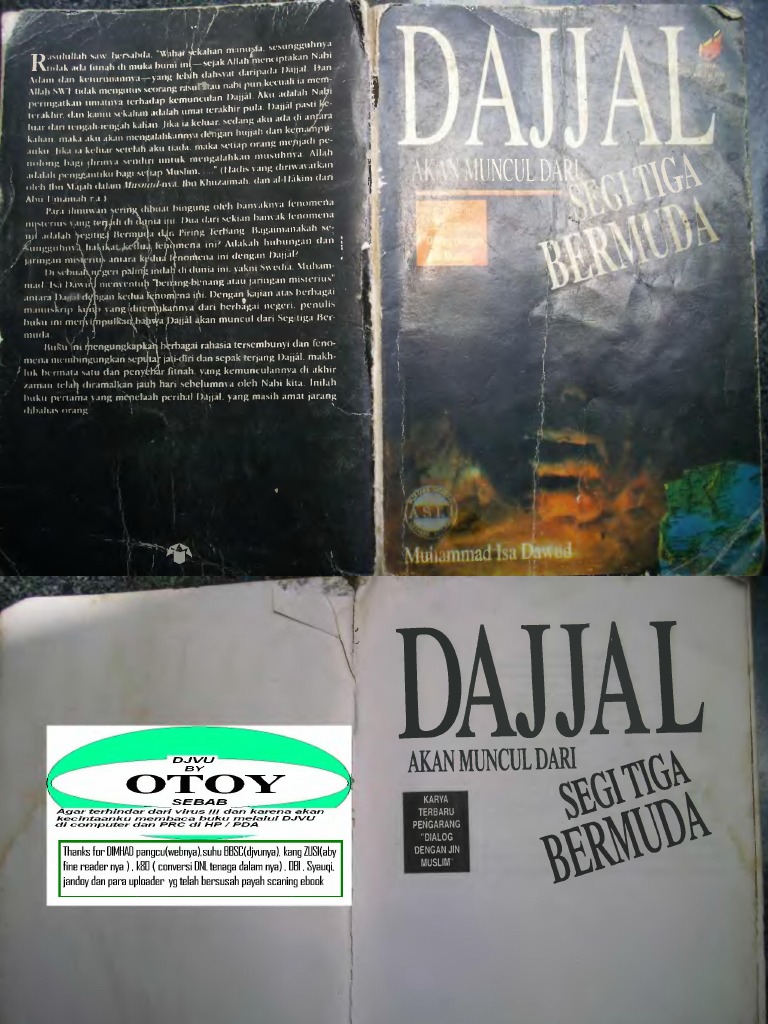 Rasulullah saw. bersabda, "Wahai sekahan manusia, sesungguhnya
tidak ada fitnah di muka bumi ini—sejak Allah menciptakan Nabi
Adam dan keturunannya—yang lebih dahsyat daripada Dajjal. Dan
Allah SWT tidak mengutus seorang rasul atau nabi pun kecuali ia mem-
peringatkan umatnya terhadap kemunculan Dajjal. Aku adalah Nabi
terakhir, dan kamu sekahan adalah umat terakhir pula. Dajjal pasti ke-
luar dari tengah-tengah kahan. Jika ia keluar, sedang aku ada di antara
kahan, maka aku akan mengalahkannya dengan hujjah dan kemampu-
anku. Jika ia keluar setelah aku tiada, maka setiap orang menjadi pe-
nolong bagi dirinya sendiri untuk mengalahkan musuhnya. Allah
adalah penggantiku bagi setiap Muslim. ...." (Hadis yang diriwayatkan
oleh Ibn Majah dalam Musnad-nya, Ibn Khuzaimah, dan al-Hâkim dari
Abu Umamah r.a.)
Para ilmuwan sering dibuat bingung oleh banyaknya fenomena
misterius yang terjadi di dunia ini. Dua dari sekian banyak fenomena
ini adalah Segitiga Bermuda dan Piring Terbang. Bagaimanakah se-
sungguhnya hakikat kedua fenomena ini? Adakah hubungan dan
jaringan misterius antara kedua fenomena ini dengan Dajjal?
Di sebuah negeri paling indah di dunia ini, yakni Swedia, Muham-
mad Isa Dawud menyentuh "benang-benang atau jaringan misterius"
antara Dajjal dengan kedua fenomena ini. Dengan kajian atas berbagai
manuskrip kuno yang ditemukannya dari berbagai negeri, penulis
buku ini menyimpulkan bahwa Dajjâl akan muncul dari Segitiga Ber-
muda.
Buku ini mengungkapkan berbagai rahasia tersembunyi dan feno-
mena membingungkan seputar jati-diri dan sepak terjang Dajjâl, makh-
luk bermata satu dan penyebar fitnah, yang kemunculannya di akhir
zaman telah diramalkan jauh hari sebelumnya oleh Nabi kita. Inilah
buku pertama yang menelaah perihal Dajjal, yang masih amat jarang
dibahas orang.
DAJJAL
AKAN MUNCUL DARI
SEGI TIGA
BERMUDA
ASLI
Muhammad Isa Dawud
DJVU
BY
OTOY
SEBAB
Agar terhindar dari virus !!! dan karena akan
kecintaanku membaca buku melalui DJVU
di computer dan PRC di HP / PDA
Thanks for DIMHAD pangcu(webnya),suhu BBSC(djvunya), kang ZUSI(aby
fine reader nya ) , k80 ( conversi DNL tenaga dalam nya) , OBI , Syauqi,
jandoy dan para uploader yg telah bersusah payah scaning ebook
DAJJAL
AKAN MUNCUL DARI
SEGI TIGA
BERMUDA
KARYA
TERBARU
PENGARANG
"DIALOG
DENGAN JIN
MUSLIM"